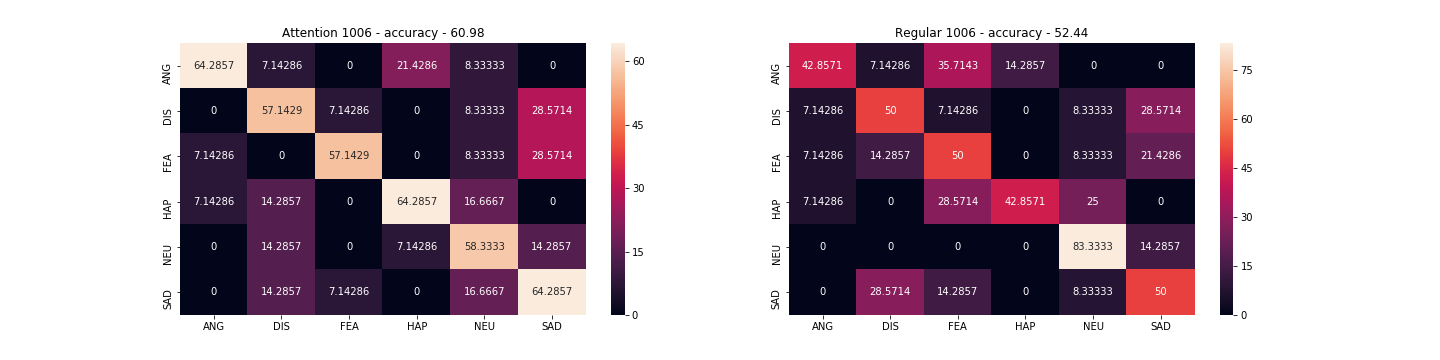 Attention 1006 - accuracy - 60.98
ANG 64.2857 7.14286 0 21.4286 8.33333 0
DIS 0 57.1429 7.14286 0 8.33333 28.5714
FEA 7.14286 0 57.1429 0 8.33333 28.5714
HAP 7.14286 14.2857 0 64.2857 16.6667 0
NEU 0 14.2857 0 7.14286 58.3333 14.2857
SAD 0 14.2857 7.14286 0 16.6667 64.2857
ANG DIS FEA HAP NEU SAD
60
45
30
15
0
Regular 1006 - accuracy - 52.44
ANG 42.8571 7.14286 35.7143 14.2857 0 0
DIS 7.14286 50 7.14286 0 8.33333 28.5714
FEA 7.14286 14.2857 50 0 8.33333 21.4286
HAP 7.14286 0 28.5714 42.8571 25 0
NEU 0 0 0 0 83.3333 14.2857
SAD 0 28.5714 14.2857 0 8.33333 50
ANG DIS FEA HAP NEU SAD
75
60
45
30
15
0